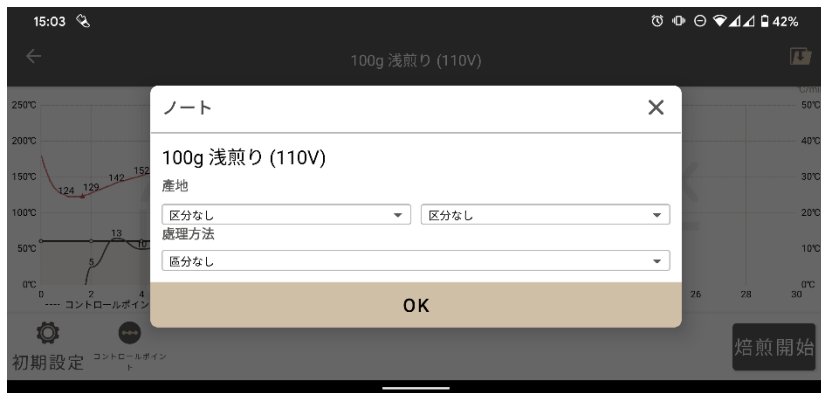 15:03
42%
100g 浅煎り (110V)
℃/mi
250℃
50℃
ノート
200℃
40℃
100g 浅煎り (110V)
150℃
124
129
142
152
30℃
產地
100℃
区分なし
区分なし
20℃
13
處理方法
50℃
10
10℃
5
區分なし
0℃
0℃
0
2
4
26
28
30
---- コントロールポイン
OK
初期設定
コントロールポイン
ト
焙煎開始